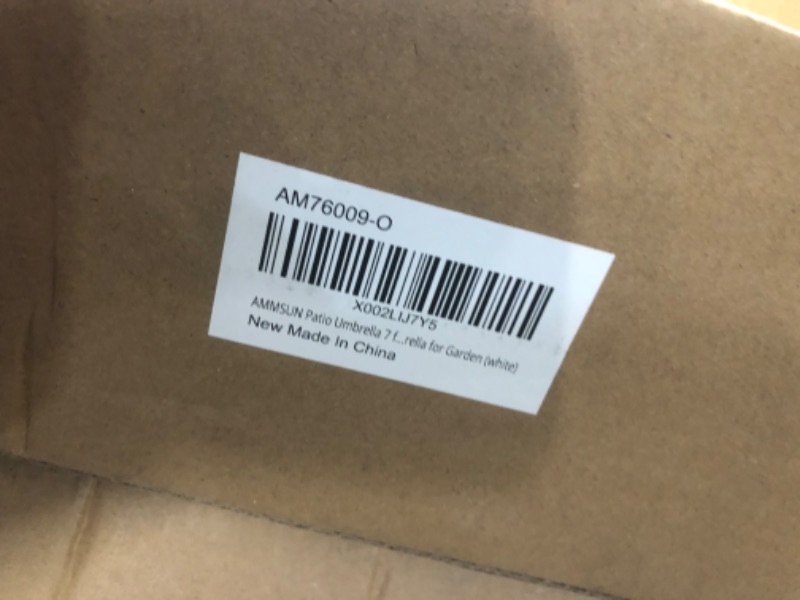 AM76009-O
X002LIJ7Y5
AMMSUN Patio Umbrella 7 f...rella for Garden (white)
New Made In China